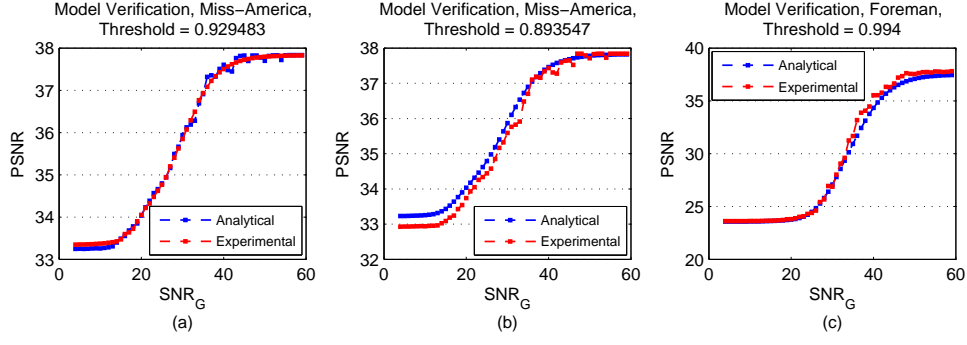 Model Verification, Miss−America,
Threshold = 0.929483
38
37
36
35
34
33
PSNR
0
20
40
60
SNR_G
Analytical
Experimental
(a)
Model Verification, Miss−America,
Threshold = 0.893547
38
37
36
35
34
33
32
PSNR
0
20
40
60
SNR_G
Analytical
Experimental
(b)
Model Verification, Foreman,
Threshold = 0.994
40
35
30
25
20
PSNR
0
20
40
60
SNR_G
Analytical
Experimental
(c)